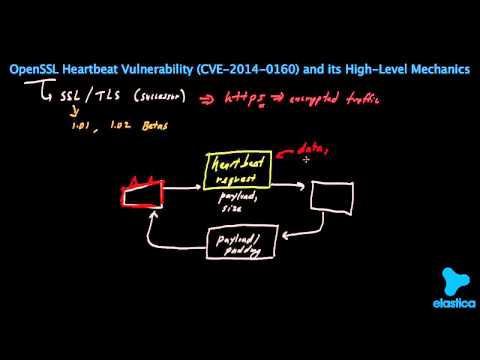 OpenSSL Heartbeat Vulnerability (CVE-2014-0160) and its High-Level Mechanics
SSL/TLS (successor) ⇒ https ⇒ encrypted traffic
1.01, 1.02 Betas
data,
heartbeat
request
payload,
size
payload/
padding
elastica